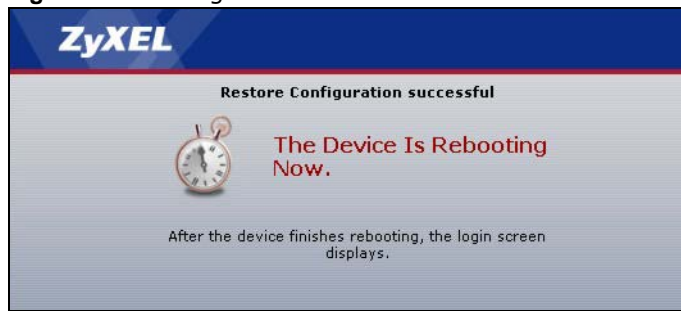 ZyXEL
Restore Configuration successful
The Device Is Rebooting
Now.
After the device finishes rebooting, the login screen
displays.